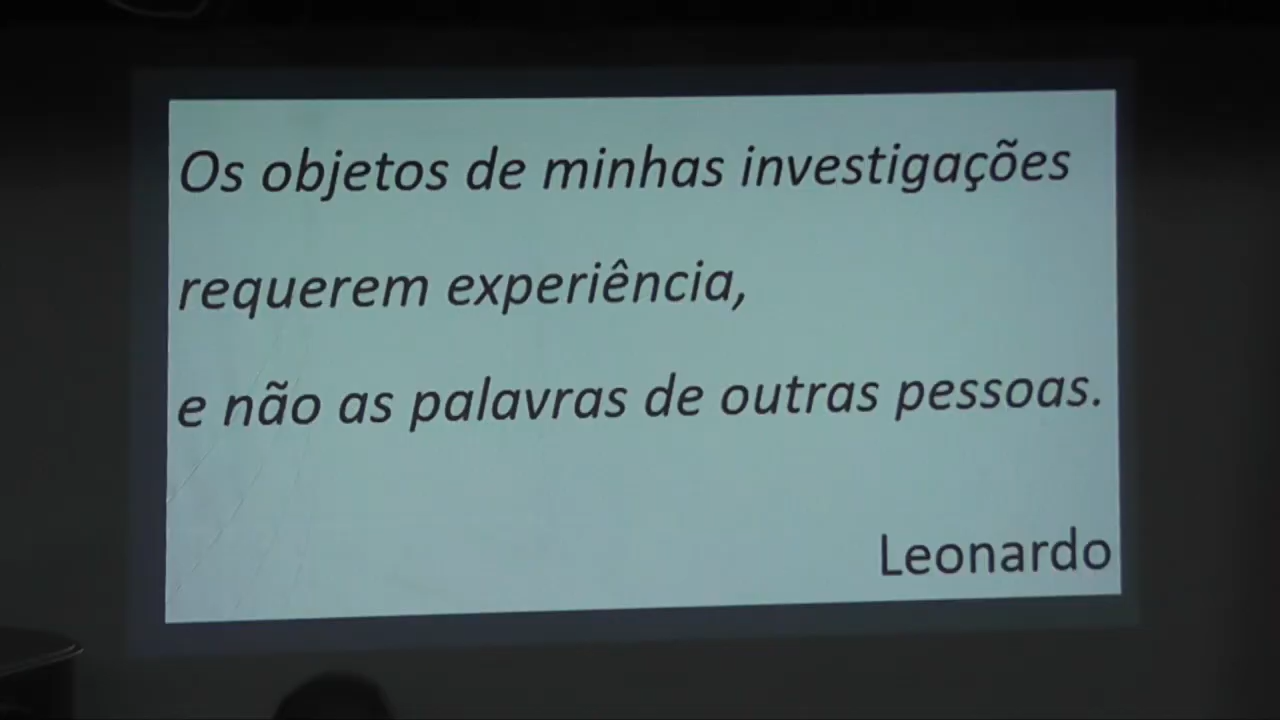 Os objetos de minhas investigações
requerem experiência,
e não as palavras de outras pessoas.
Leonardo